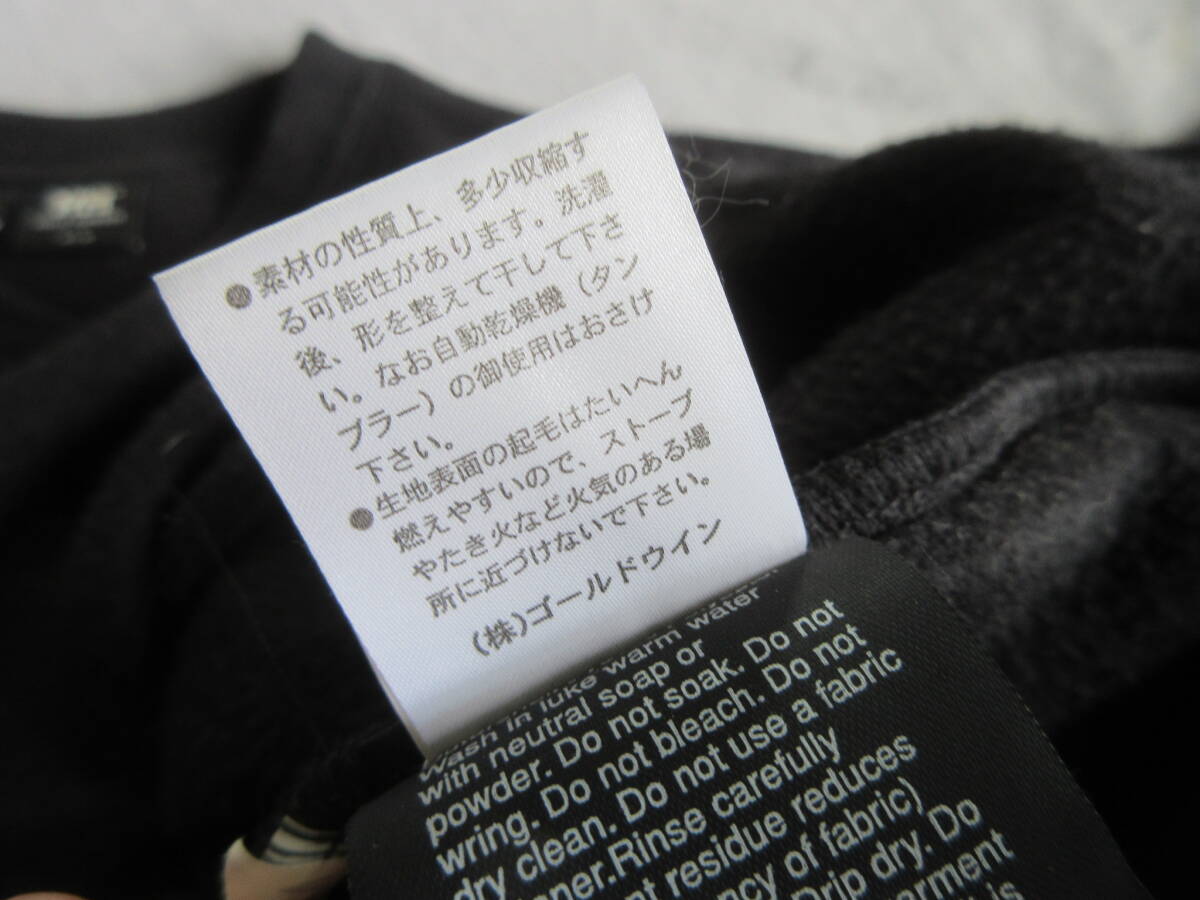 ●素材の性質上、多少収縮す
る可能性があります。洗濯
後、形を整えて干して下さ
い。なお自動乾燥機（タン
ブラー）の御使用はおさけ
下さい。
●生地表面の起毛はたいへん
燃えやすいので、ストーブ
やたき火など火気のある場
所に近づけないで下さい。
(株)ゴールドウイン
Wash in luke warm water
with neutral soap or
powder. Do not soak. Do not
wring. Do not bleach. Do not
dry clean. Do not use a fabric
Rinse carefully
residue reduces
of fabric)
Drip dry. Do
is